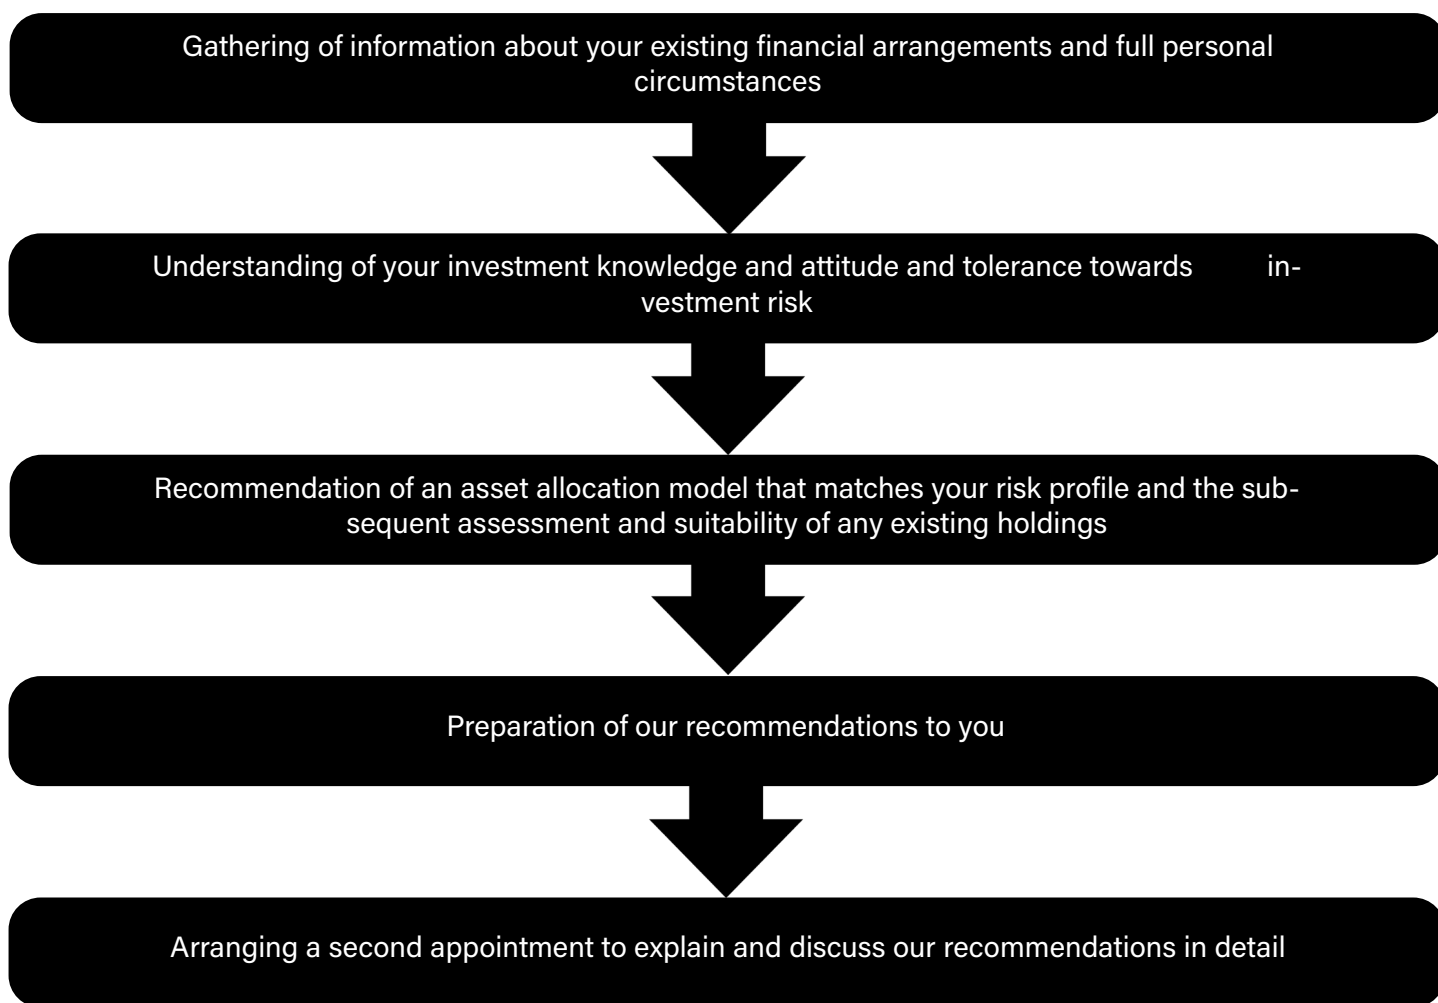 Gathering of information about your existing financial arrangements and full personal
circumstances
Understanding of your investment knowledge and attitude and tolerance towards in-
vestment risk
Recommendation of an asset allocation model that matches your risk profile and the sub-
sequent assessment and suitability of any existing holdings
Preparation of our recommendations to you
Arranging a second appointment to explain and discuss our recommendations in detail